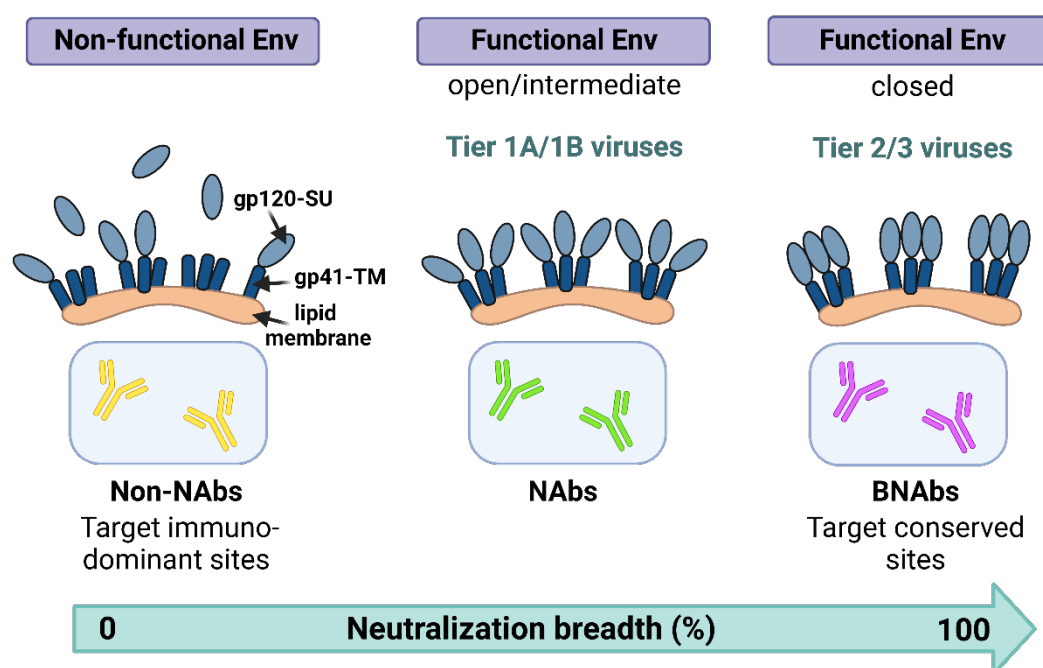 Non-functional Env
Functional Env
open/intermediate
Functional Env
closed
Tier 1A/1B viruses
Tier 2/3 viruses
gp120-SU
gp41-TM
lipid
membrane
Non-NAbs
Target immuno-
dominant sites
NAbs
BNAbs
Target conserved
sites
0
Neutralization breadth (%)
100